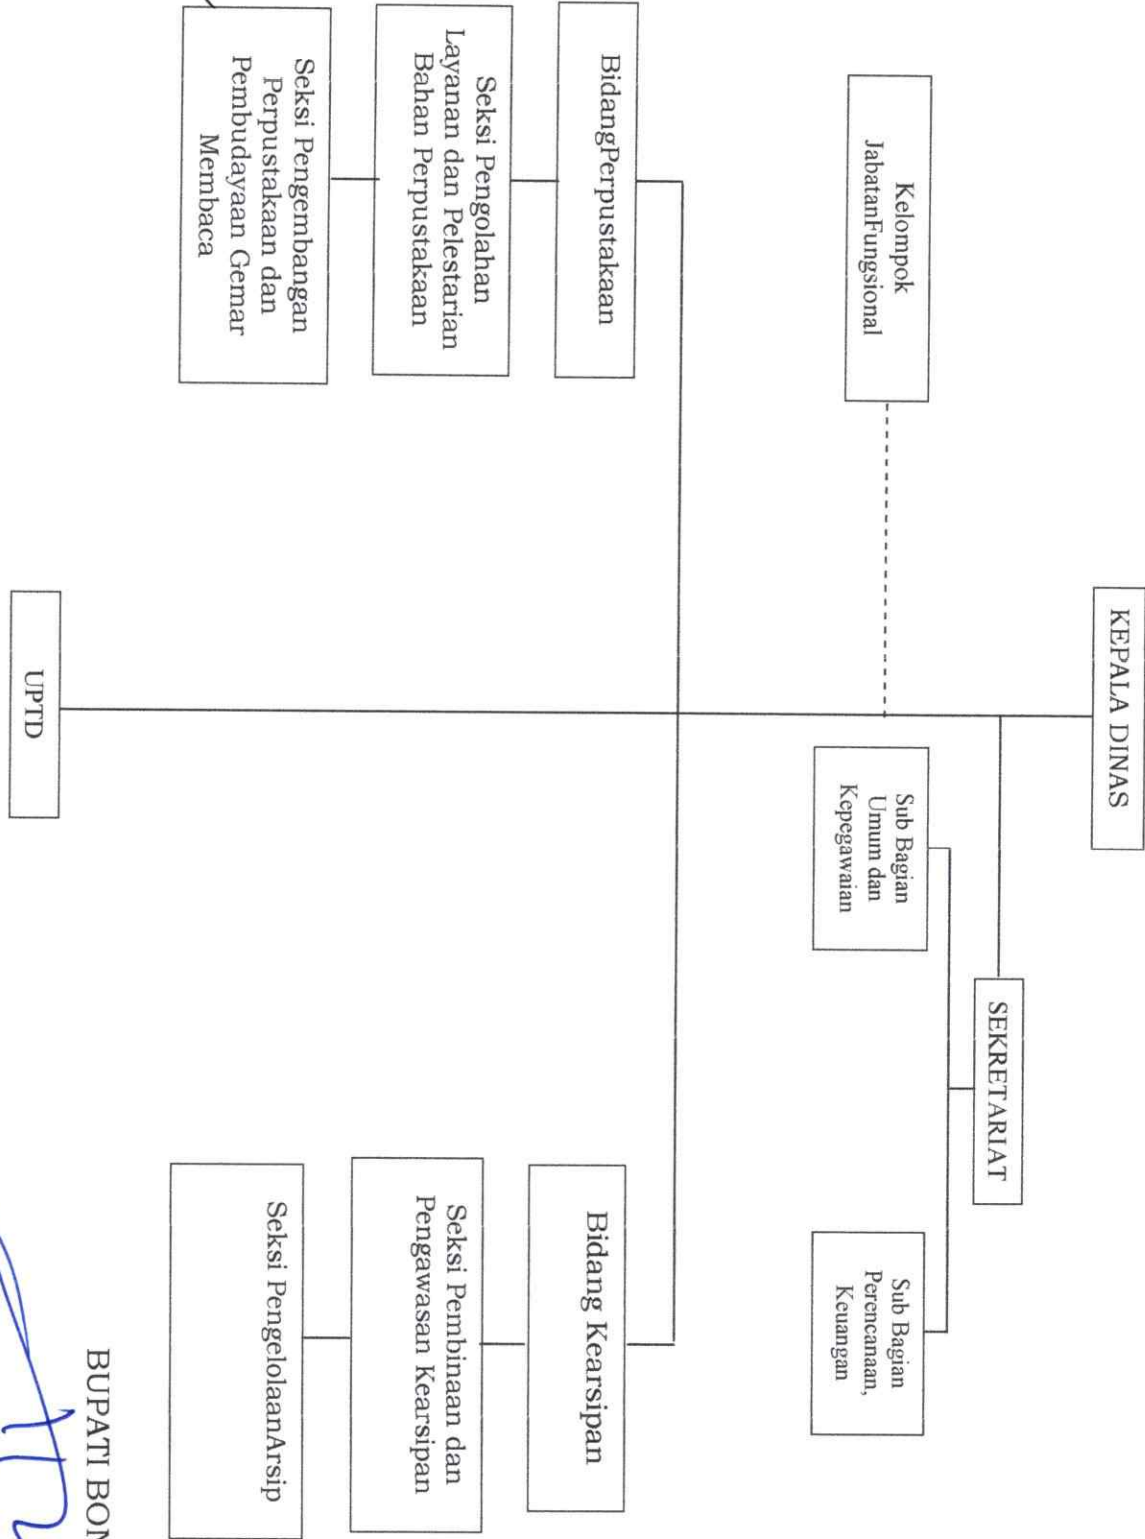 KEPALA DINAS
SEKRETARIAT
Kelompok
JabatanFungsional
Sub Bagian
Umum dan
Kepegawaian
Sub Bagian
Perencanaan,
Keuangan
BidangPerpustakaan
Seksi Pengolahan
Layanan dan Pelestarian
Bahan Perpustakaan
Seksi Pengembangan
Perpustakaan dan
Pembudayaan Gemar
Membaca
Bidang Kearsipan
Seksi Pembinaan dan
Pengawasan Kearsipan
Seksi PengelolaanArsip
UPTD
BUPATI